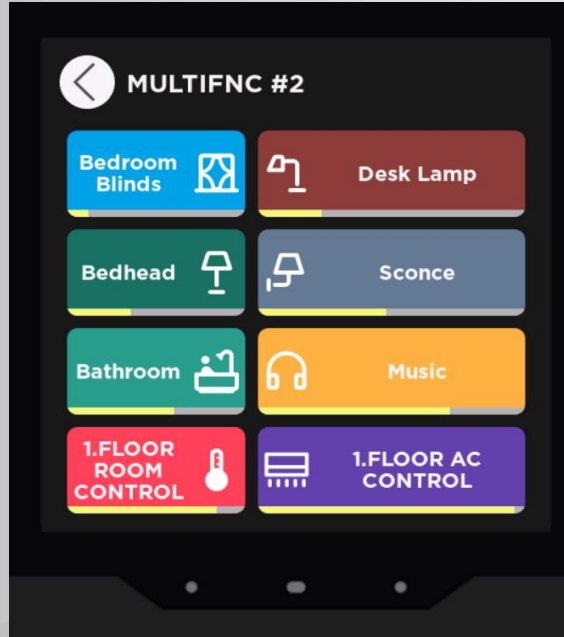 MULTIFNC #2
Bedroom
Blinds
Desk Lamp
Bedhead
Sconce
Bathroom
Music
1.FLOOR
ROOM
CONTROL
1.FLOOR AC
CONTROL